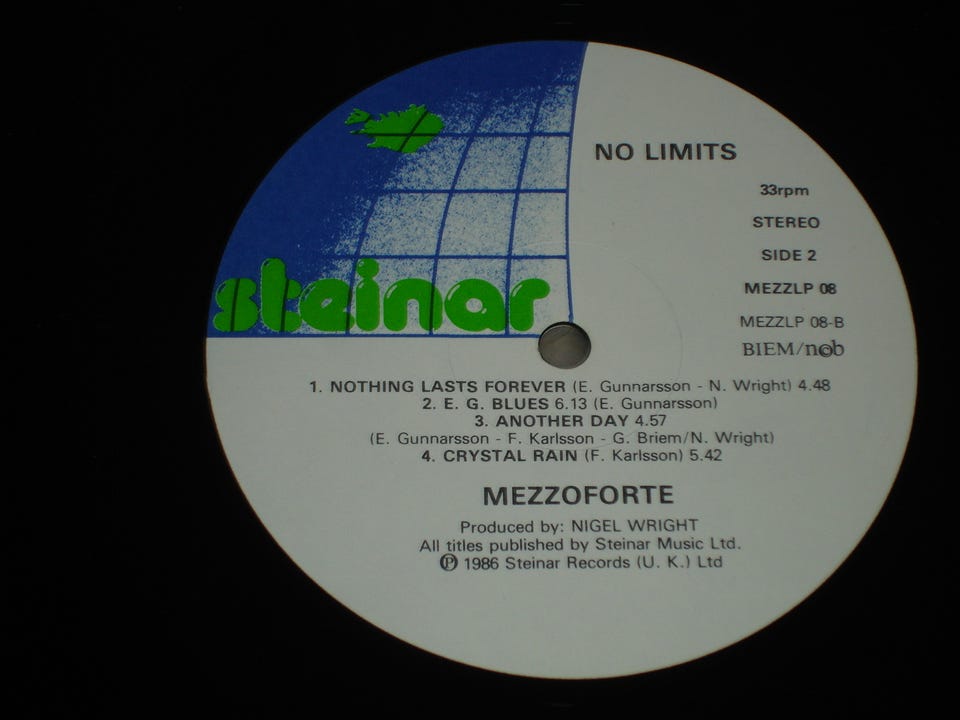 NO LIMITS
33rpm
STEREO
SIDE 2
MEZZLP 08
MEZZLP 08-B
BIEM/ncb
steinar
1. NOTHING LASTS FOREVER (E. Gunnarsson - N. Wright) 4.48
2. E. G. BLUES 6.13 (E. Gunnarsson)
3. ANOTHER DAY 4.57
(E. Gunnarsson - F. Karlsson - G. Briem/N. Wright)
4. CRYSTAL RAIN (F. Karlsson) 5.42
MEZZOFORTE
Produced by: NIGEL WRIGHT
All titles published by Steinar Music Ltd.
℗ 1986 Steinar Records (U. K.) Ltd